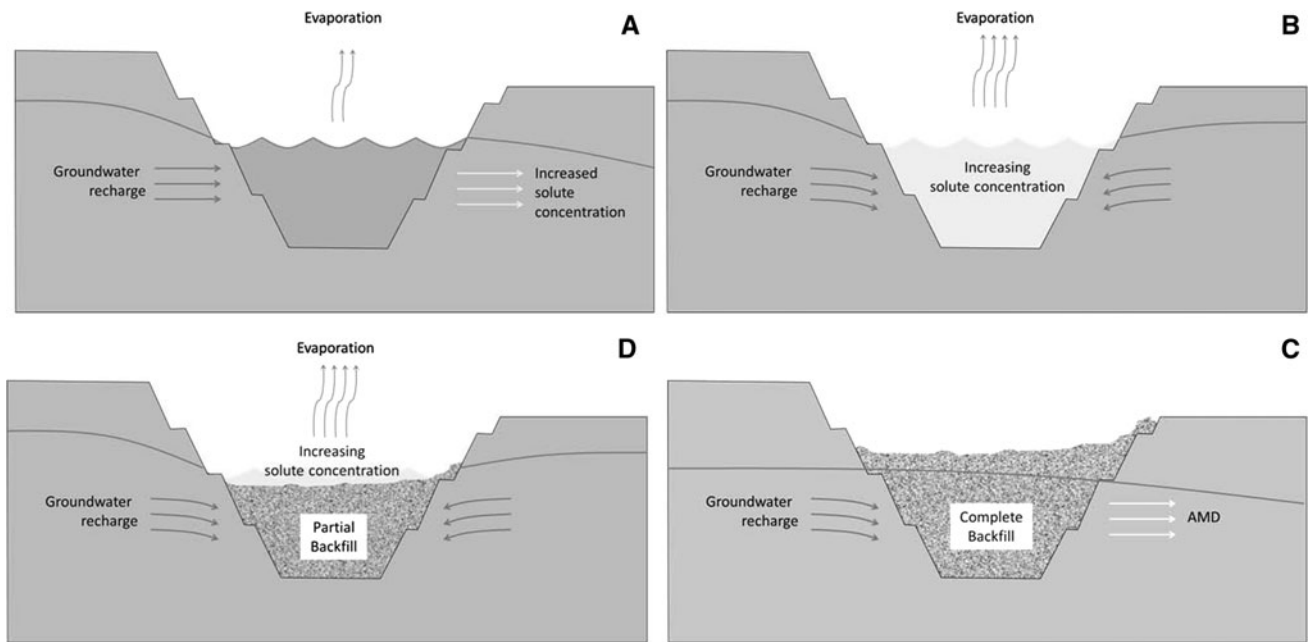 Evaporation
A
Groundwater
recharge
Increased
solute
concentration
Evaporation
B
Groundwater
recharge
Increasing
solute concentration
Evaporation
D
Increasing
solute concentration
Groundwater
recharge
Partial
Backfill
C
Groundwater
recharge
Complete
Backfill
AMD